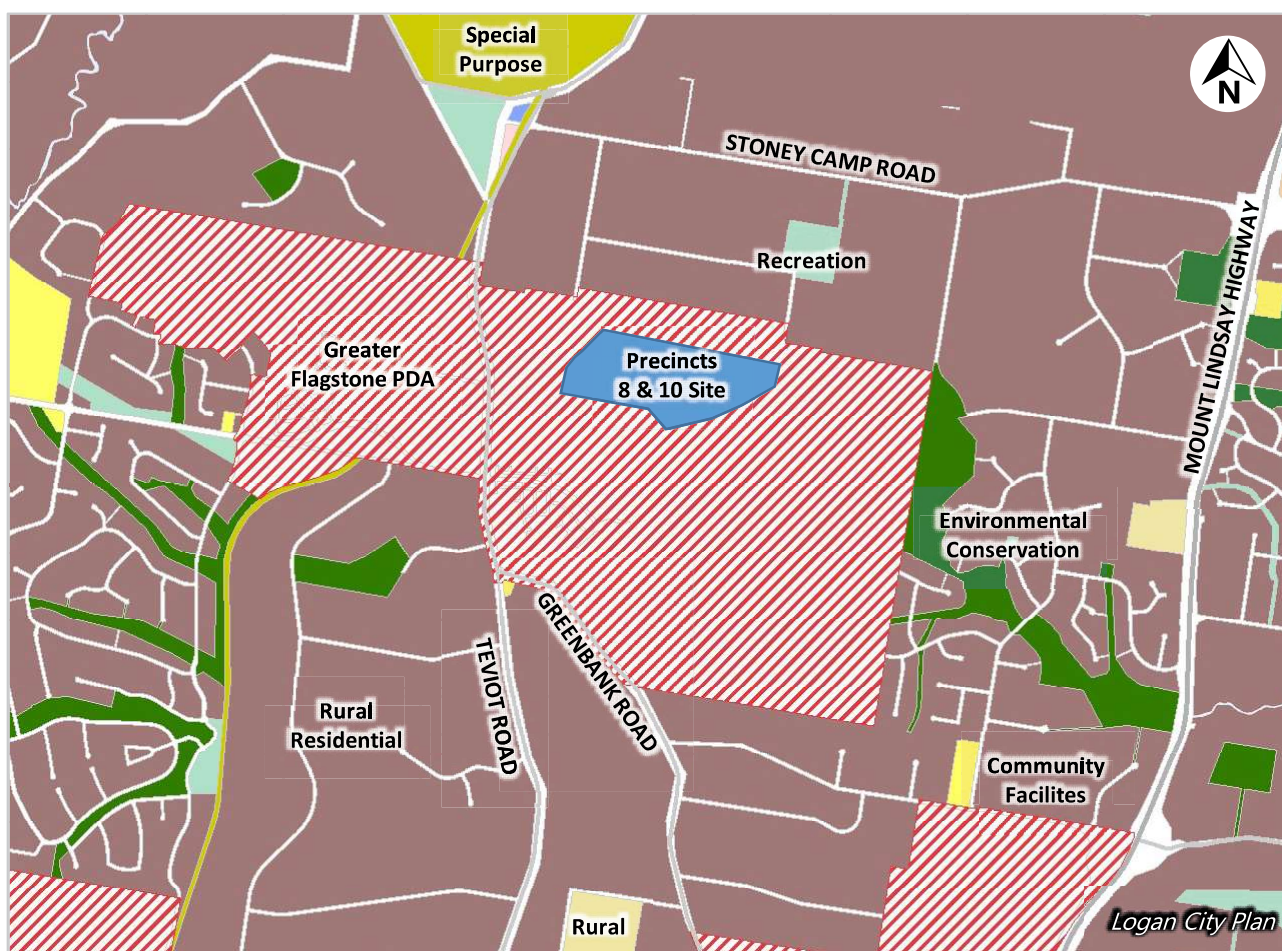 Special
Purpose
N
STONEY CAMP ROAD
MOUNT LINDSAY HIGHWAY
Recreation
Greater
Flagstone PDA
Precincts
8 & 10 Site
Environmental
Conservation
TEVIOT ROAD
GREENBANK ROAD
Rural
Residential
Community
Facilites
Rural
Logan City Plan